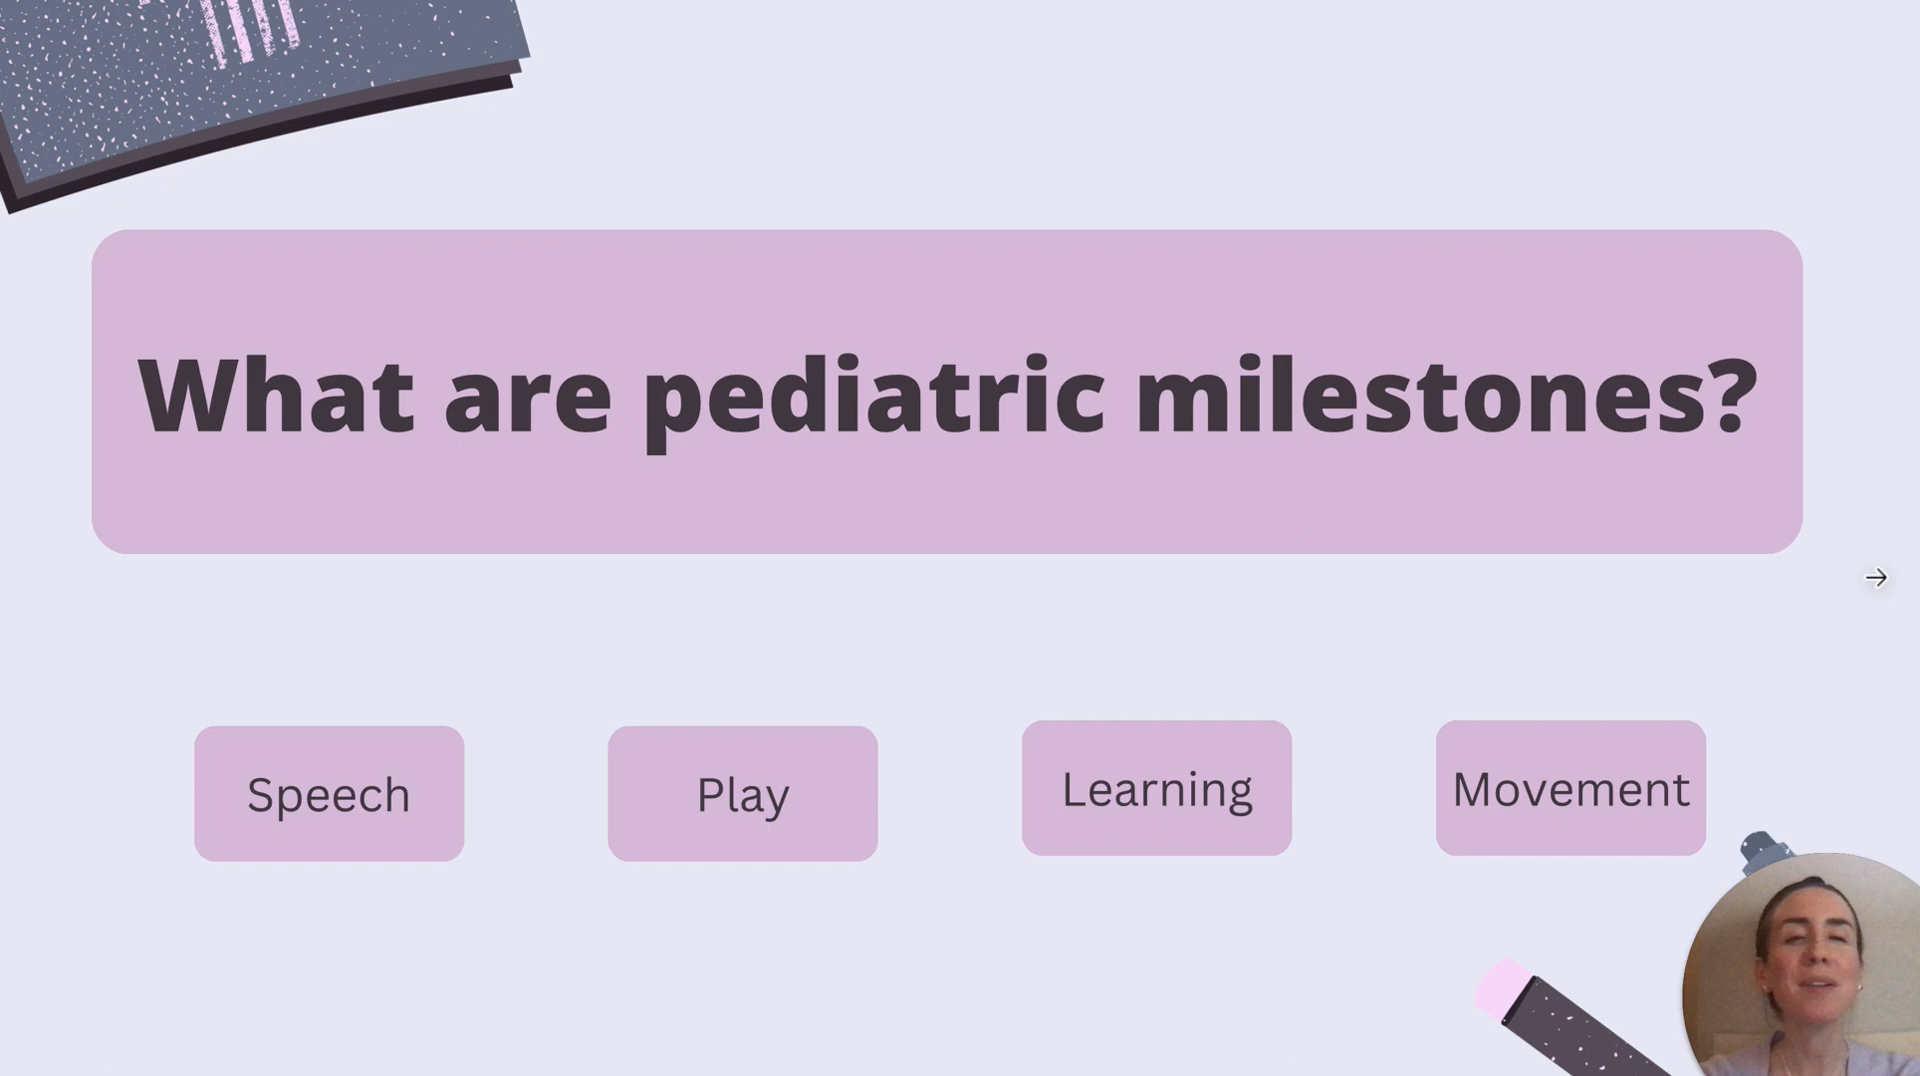 What are pediatric milestones?
Speech
Play
Learning
Movement